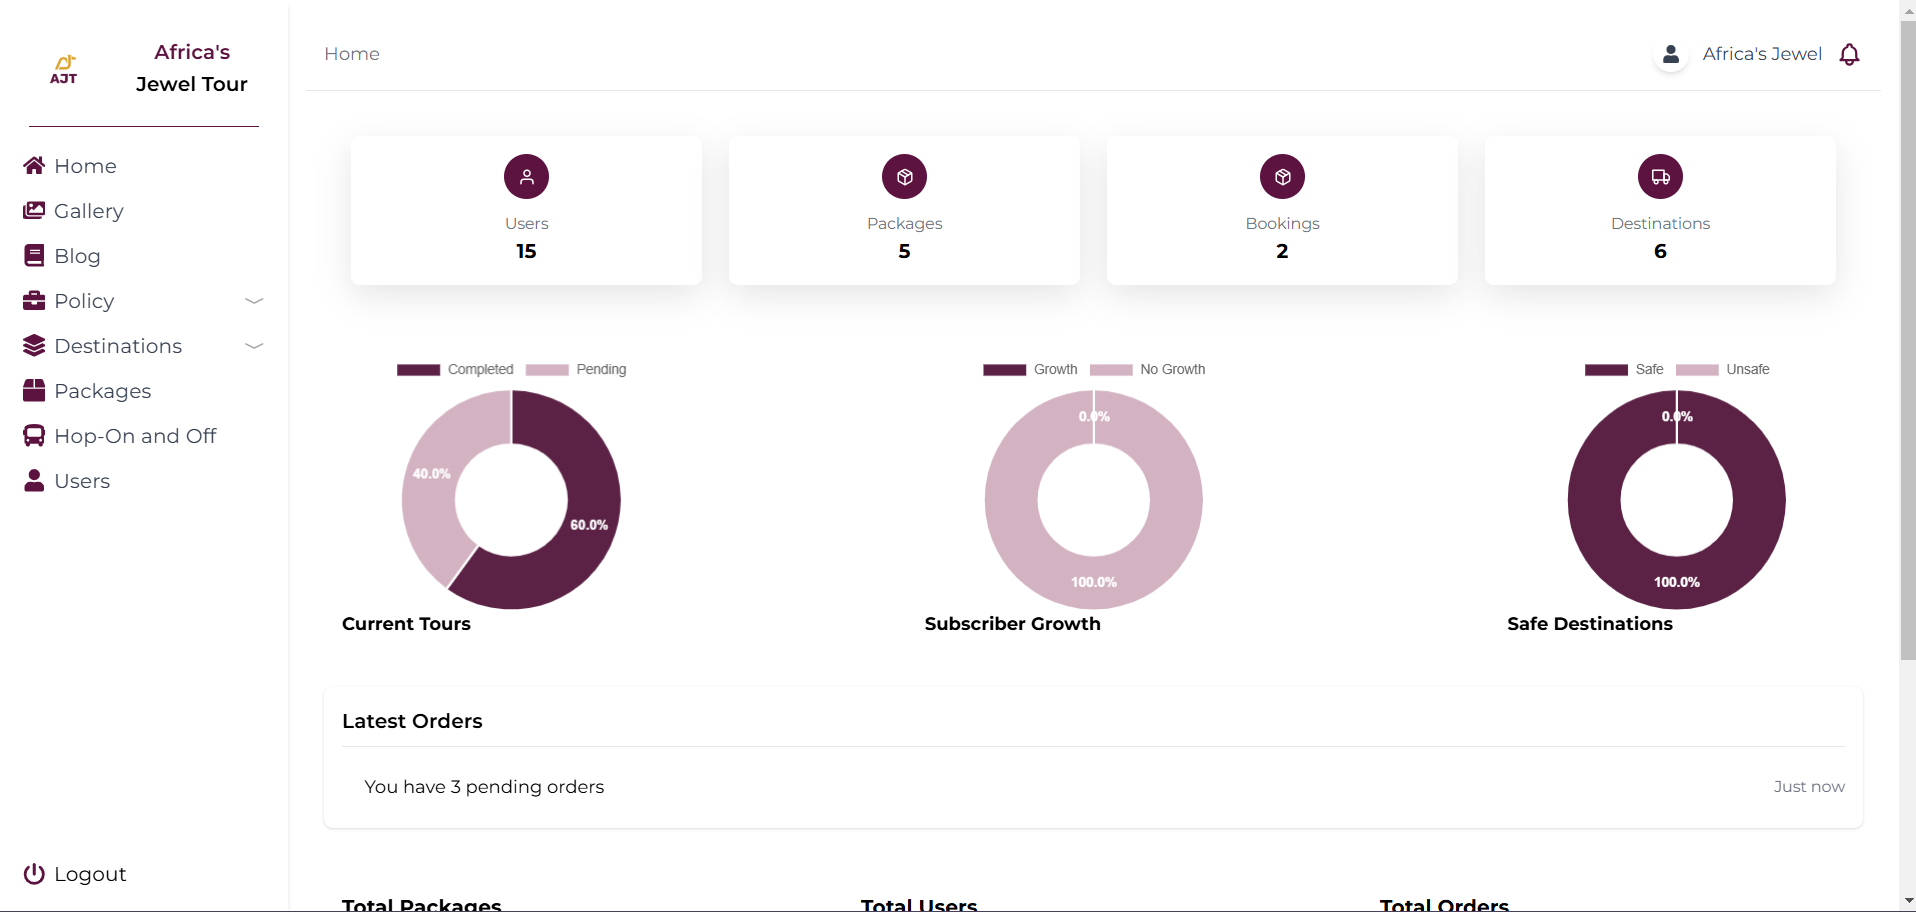 AJT
Africa's
Jewel Tour
Home
Gallery
Blog
Policy
Destinations
Packages
Hop-On and Off
Users
Logout
Home
Africa's Jewel
Users
15
Packages
5
Bookings
2
Destinations
6
Completed Pending
40.0%
60.0%
Current Tours
Growth No Growth
0.0%
100.0%
Subscriber Growth
Safe Unsafe
0.0%
100.0%
Safe Destinations
Latest Orders
You have 3 pending orders Just now
Total Packages Total Users Total Orders